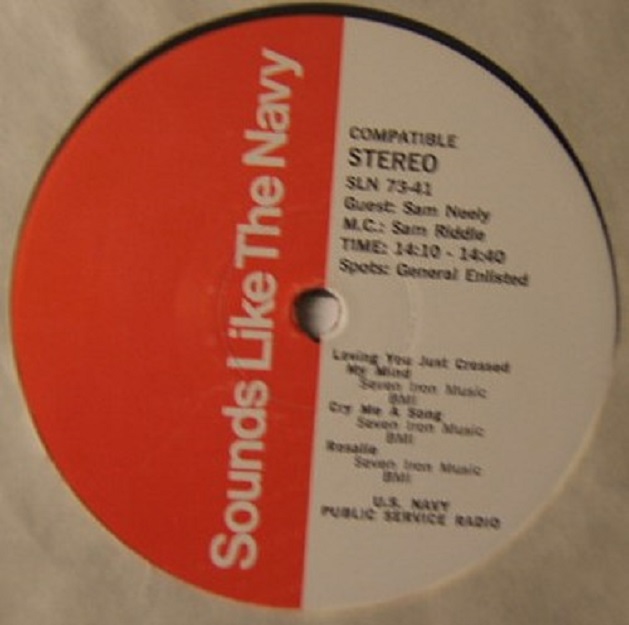 Sounds Like The Navy
COMPATIBLE
STEREO
SLN 73-41
Guest: Sam Neely
M.C.: Sam Riddle
TIME: 14:10 - 14:40
Spots: General Enlisted
Loving You Just Crossed
My Mind
Seven Iron Music
BMI
Cry Me A Song
Seven Iron Music
BMI
Rosalie
Seven Iron Music
BMI
U.S. NAVY
PUBLIC SERVICE RADIO